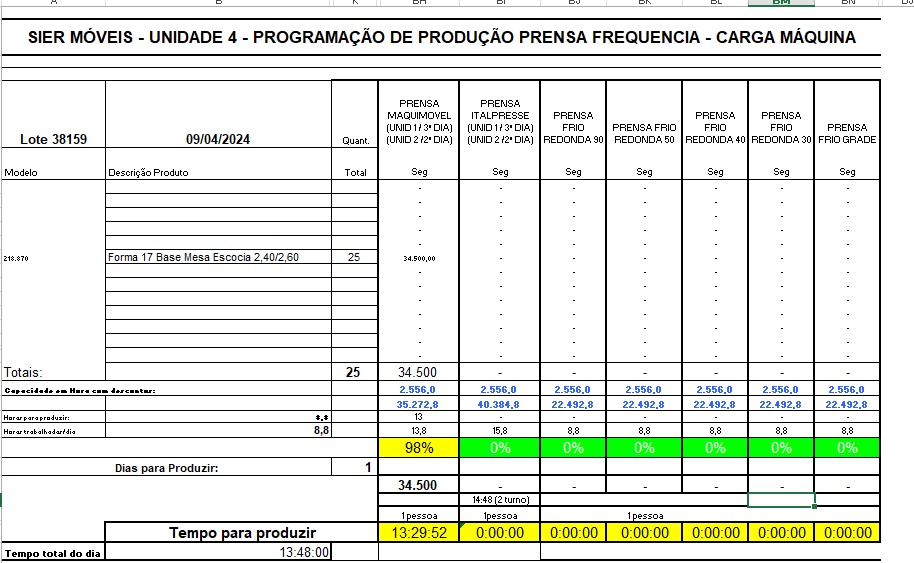 A B K BH BI BJ BK BL BM BN
SIER MÓVEIS - UNIDADE 4 - PROGRAMAÇÃO DE PRODUÇÃO PRENSA FREQUENCIA - CARGA MÁQUINA
Lote 38159 09/04/2024 Quant.
PRENSA MAQUIMOVEL (UNID 1 / 3ª DIA) (UNID 2 /2ª DIA)
PRENSA ITALPRESSE (UNID 1 / 3ª DIA) (UNID 2 /2ª DIA)
PRENSA FRIO REDONDA 90
PRENSA FRIO REDONDA 50
PRENSA FRIO REDONDA 40
PRENSA FRIO REDONDA 30
PRENSA FRIO GRADE
Modelo Descrição Produto Total Seg Seg Seg Seg Seg Seg Seg
- - - - - - -
- - - - - - -
- - - - - - -
- - - - - - -
- - - - - - -
218.870 Forma 17 Base Mesa Escocia 2,40/2,60 25 34.500,00 - - - - - -
- - - - - - -
- - - - - - -
- - - - - - -
- - - - - - -
- - - - - - -
- - - - - - -
- - - - - - -
Totais: 25 34.500 - - - - - -
Capacidade em Hora com descontar: 2.556,0 2.556,0 2.556,0 2.556,0 2.556,0 2.556,0 2.556,0
35.272,8 40.384,8 22.492,8 22.492,8 22.492,8 22.492,8 22.492,8
Horas para produzir: 8,8 13 - - - - - -
Horas trabalhadas/dia 8,8 13,8 15,8 8,8 8,8 8,8 8,8 8,8
98% 0% 0% 0% 0% 0% 0%
Dias para Produzir: 1
34.500 - - - - - -
14:48 (2 turno)
1 pessoa 1 pessoa 1 pessoa
Tempo para produzir 13:29:52 0:00:00 0:00:00 0:00:00 0:00:00 0:00:00 0:00:00
Tempo total do dia 13:48:00